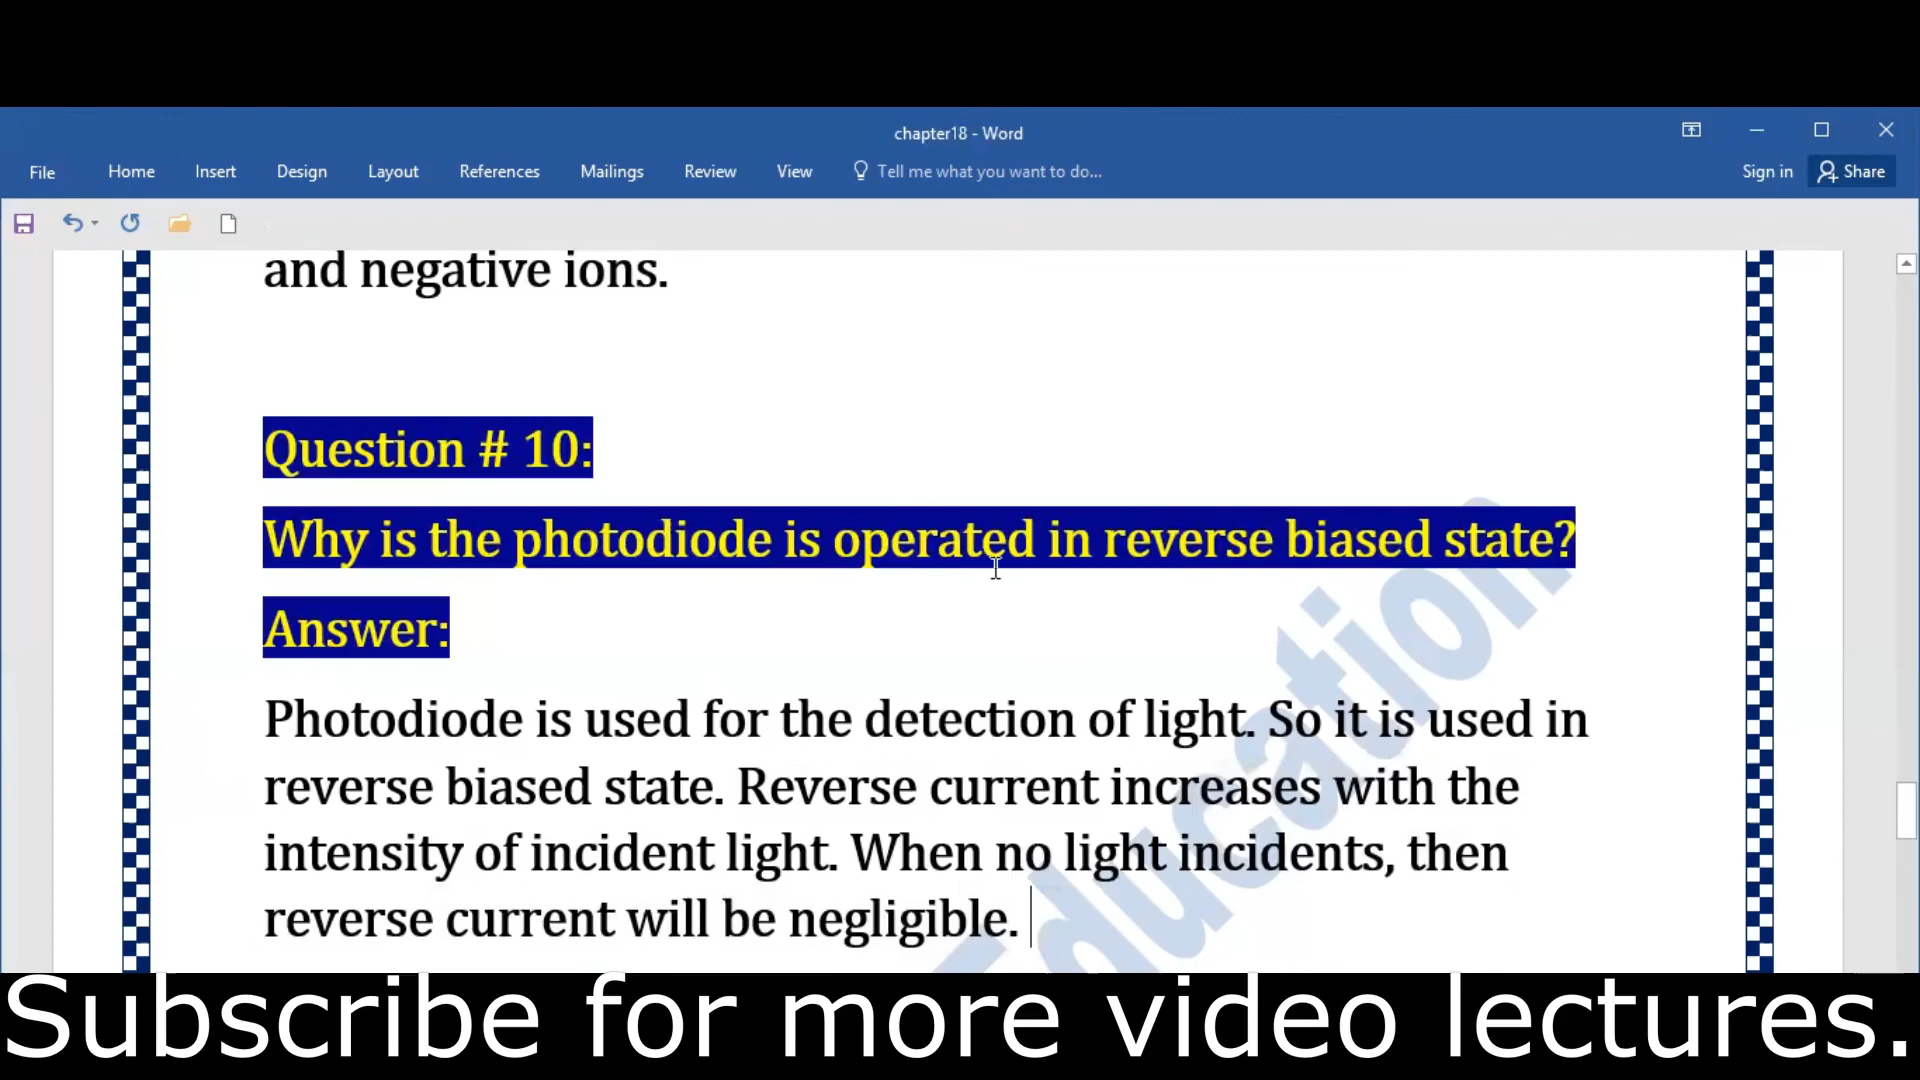 chapter18 - Word
File Home Insert Design Layout References Mailings Review View Tell me what you want to do... Sign in Share
and negative ions.
Question # 10:
Why is the photodiode is operated in reverse biased state?
Answer:
Photodiode is used for the detection of light. So it is used in
reverse biased state. Reverse current increases with the
intensity of incident light. When no light incidents, then
reverse current will be negligible.
Education
Subscribe for more video lectures.